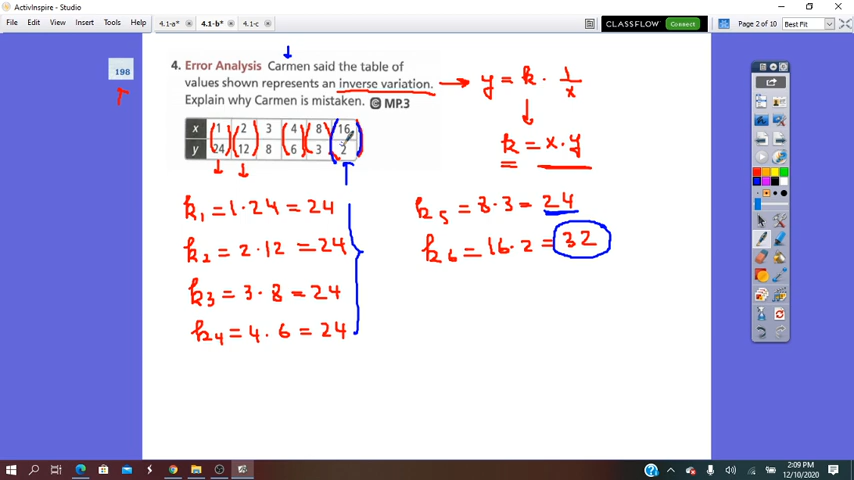 ActivInspire - Studio
File Edit View Insert Tools Help
4.1-a* 4.1-b* 4.1-c
CLASSFLOW Connect
Page 2 of 10
Best Fit
198
4. Error Analysis Carmen said the table of
values shown represents an inverse variation.
Explain why Carmen is mistaken. MP.3
x 1 2 3 4 8 16
y 24 12 8 6 3 2
y = k · 1/x
k = x · y
k1 = 1 · 24 = 24
k2 = 2 · 12 = 24
k3 = 3 · 8 = 24
k4 = 4 · 6 = 24
k5 = 8 · 3 = 24
k6 = 16 · 2 = 32
2:09 PM
12/10/2020